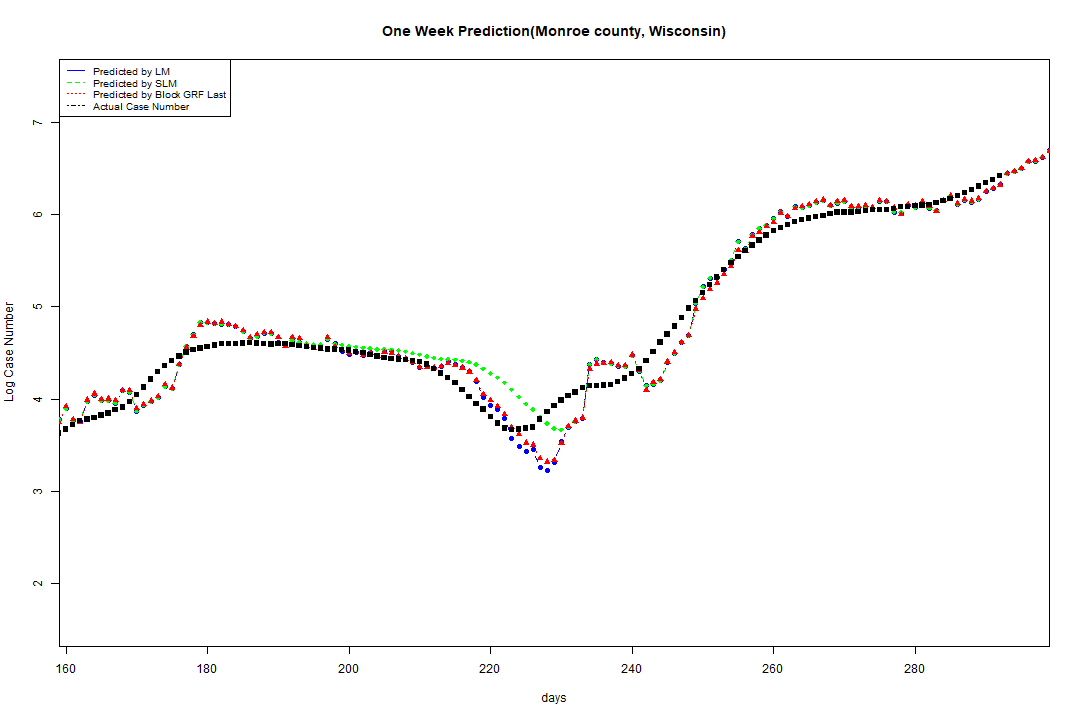 One Week Prediction(Monroe county, Wisconsin)
Predicted by LM
Predicted by SLM
Predicted by Block GRF Last
Actual Case Number
7
6
5
4
3
2
Log Case Number
160 180 200 220 240 260 280
days